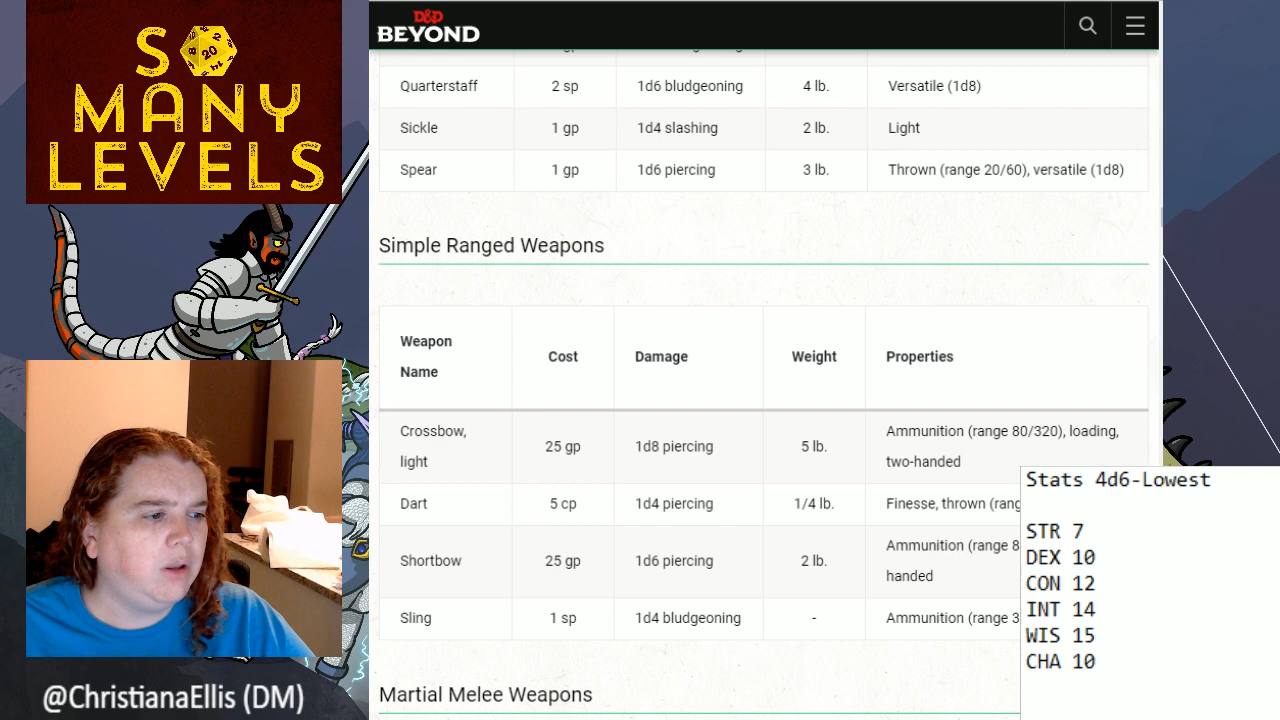 SO
MANY
LEVELS
D&D
BEYOND
Quarterstaff 2 sp 1d6 bludgeoning 4 lb. Versatile (1d8)
Sickle 1 gp 1d4 slashing 2 lb. Light
Spear 1 gp 1d6 piercing 3 lb. Thrown (range 20/60), versatile (1d8)
Simple Ranged Weapons
Weapon
Name Cost Damage Weight Properties
Crossbow,
light 25 gp 1d8 piercing 5 lb. Ammunition (range 80/320), loading,
two-handed
Dart 5 cp 1d4 piercing 1/4 lb. Finesse, thrown (rang
Shortbow 25 gp 1d6 piercing 2 lb. Ammunition (range 8
handed
Sling 1 sp 1d4 bludgeoning - Ammunition (range 3
Martial Melee Weapons
Stats 4d6-Lowest
STR 7
DEX 10
CON 12
INT 14
WIS 15
CHA 10
@ChristianaEllis (DM)